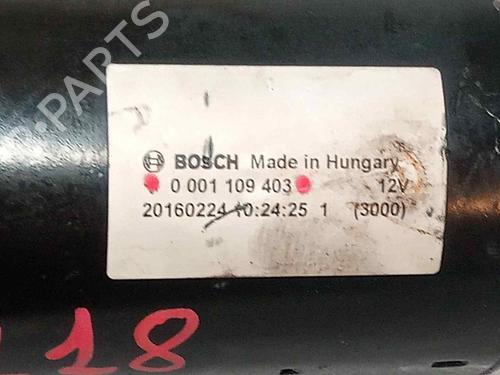 PARTS
BOSCH Made in Hungary
0 001 109 403 12V
20160224 10:24:25 1 (3000)
18